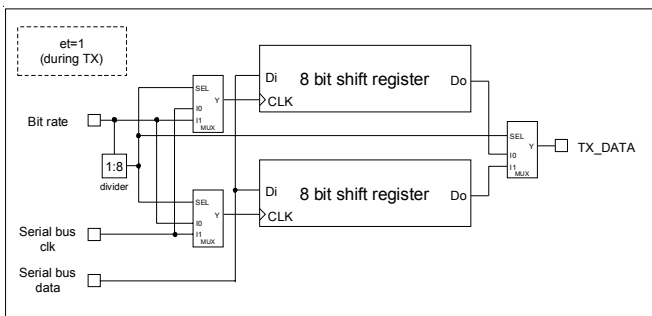 et=1
(during TX)
Di
8 bit shift register
Do
CLK
SEL
I0
I1
Y
MUX
Bit rate
1:8
divider
SEL
I0
I1
Y
MUX
TX_DATA
Di
8 bit shift register
Do
CLK
SEL
I0
I1
Y
MUX
Serial bus
clk
Serial bus
data